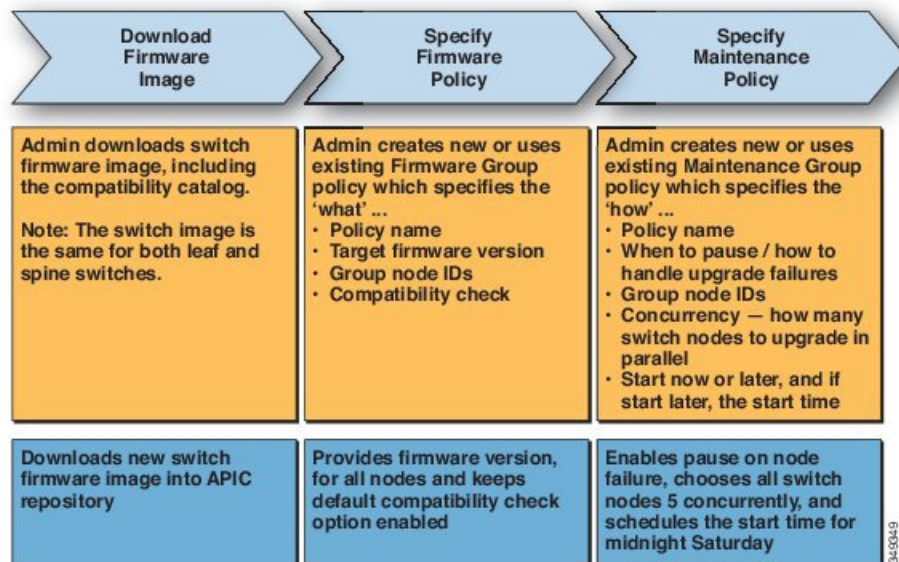 Download
Firmware
Image
Specify
Firmware
Policy
Specify
Maintenance
Policy
Admin downloads switch
firmware image, including
the compatibility catalog.
Note: The switch image is
the same for both leaf and
spine switches.
Admin creates new or uses
existing Firmware Group
policy which specifies the
‘what’ ...
• Policy name
• Target firmware version
• Group node IDs
• Compatibility check
Admin creates new or uses
existing Maintenance Group
policy which specifies the
‘how’ ...
• Policy name
• When to pause / how to
handle upgrade failures
• Group node IDs
• Concurrency — how many
switch nodes to upgrade in
parallel
• Start now or later, and if
start later, the start time
Downloads new switch
firmware image into APIC
repository
Provides firmware version,
for all nodes and keeps
default compatibility check
option enabled
Enables pause on node
failure, chooses all switch
nodes 5 concurrently, and
schedules the start time for
midnight Saturday
349349